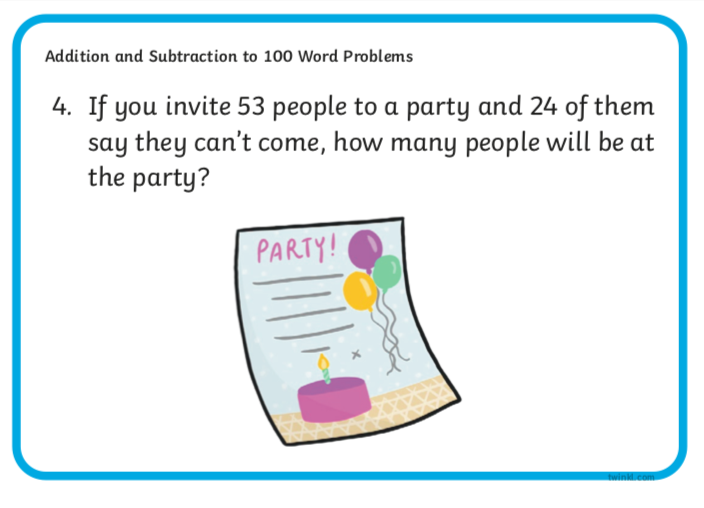 Addition and Subtraction to 100 Word Problems
4. If you invite 53 people to a party and 24 of them
say they can't come, how many people will be at
the party?
PARTY!
x
twinkl.com